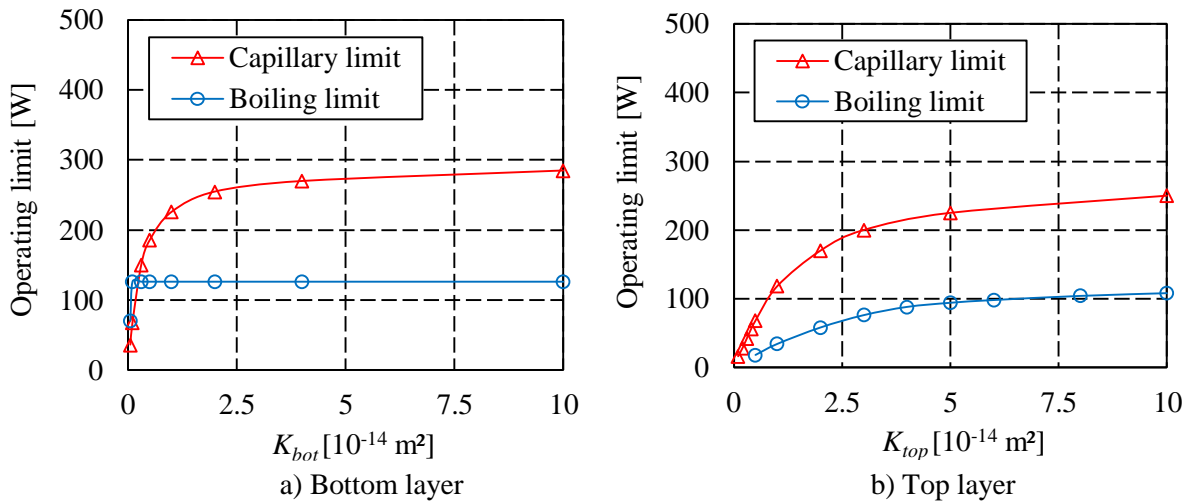 500
400
300
200
100
0
Operating limit [W]
Capillary limit
Boiling limit
0
2.5
5
7.5
10
K_bot [10⁻¹⁴ m²]
a) Bottom layer
500
400
300
200
100
0
Operating limit [W]
Capillary limit
Boiling limit
0
2.5
5
7.5
10
K_top [10⁻¹⁴ m²]
b) Top layer